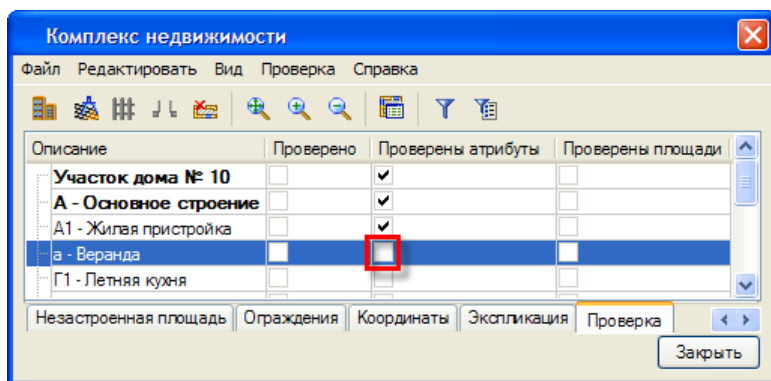 Комплекс недвижимости
Файл Редактировать Вид Проверка Справка
Описание Проверено Проверены атрибуты Проверены площади
Участок дома № 10
А - Основное строение
А1 - Жилая пристройка
а - Веранда
Г1 - Летняя кухня
Незастроенная площадь Ограждения Координаты Экспликация Проверка
Закрыть